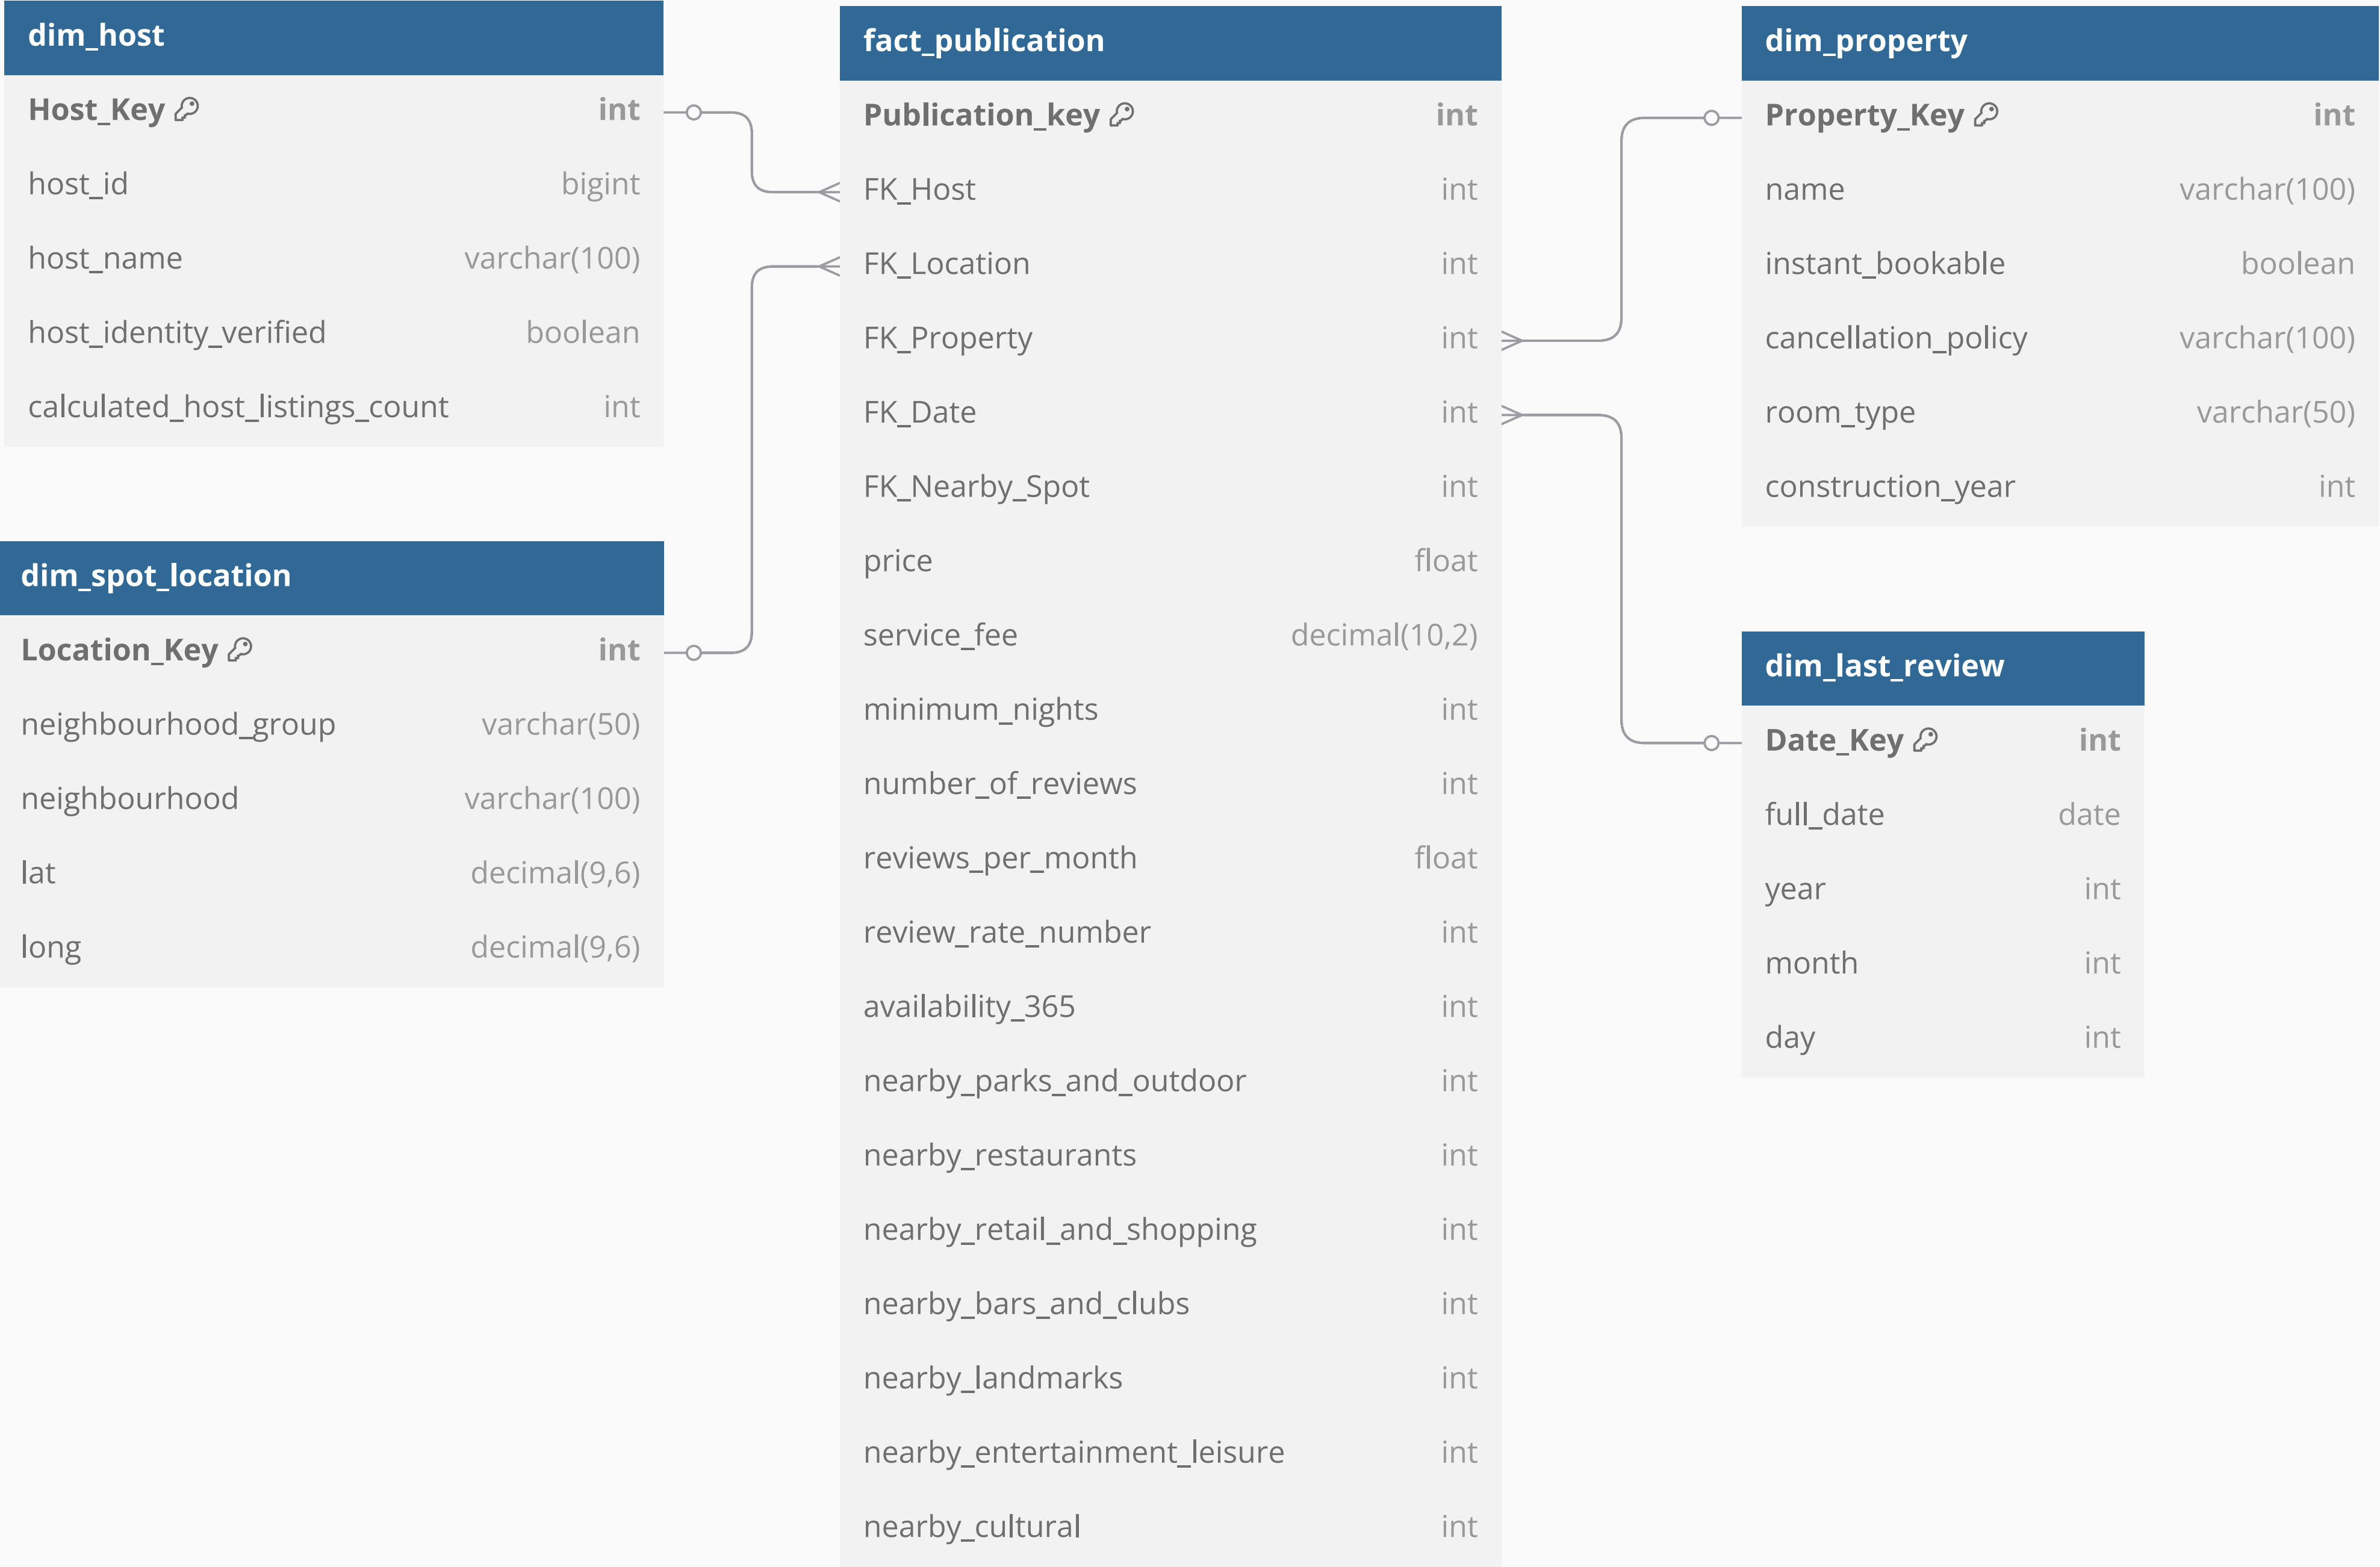 dim_host
Host_Key int
host_id bigint
host_name varchar(100)
host_identity_verified boolean
calculated_host_listings_count int
dim_spot_location
Location_Key int
neighbourhood_group varchar(50)
neighbourhood varchar(100)
lat decimal(9,6)
long decimal(9,6)
fact_publication
Publication_key int
FK_Host int
FK_Location int
FK_Property int
FK_Date int
FK_Nearby_Spot int
price float
service_fee decimal(10,2)
minimum_nights int
number_of_reviews int
reviews_per_month float
review_rate_number int
availability_365 int
nearby_parks_and_outdoor int
nearby_restaurants int
nearby_retail_and_shopping int
nearby_bars_and_clubs int
nearby_landmarks int
nearby_entertainment_leisure int
nearby_cultural int
dim_property
Property_Key int
name varchar(100)
instant_bookable boolean
cancellation_policy varchar(100)
room_type varchar(50)
construction_year int
dim_last_review
Date_Key int
full_date date
year int
month int
day int